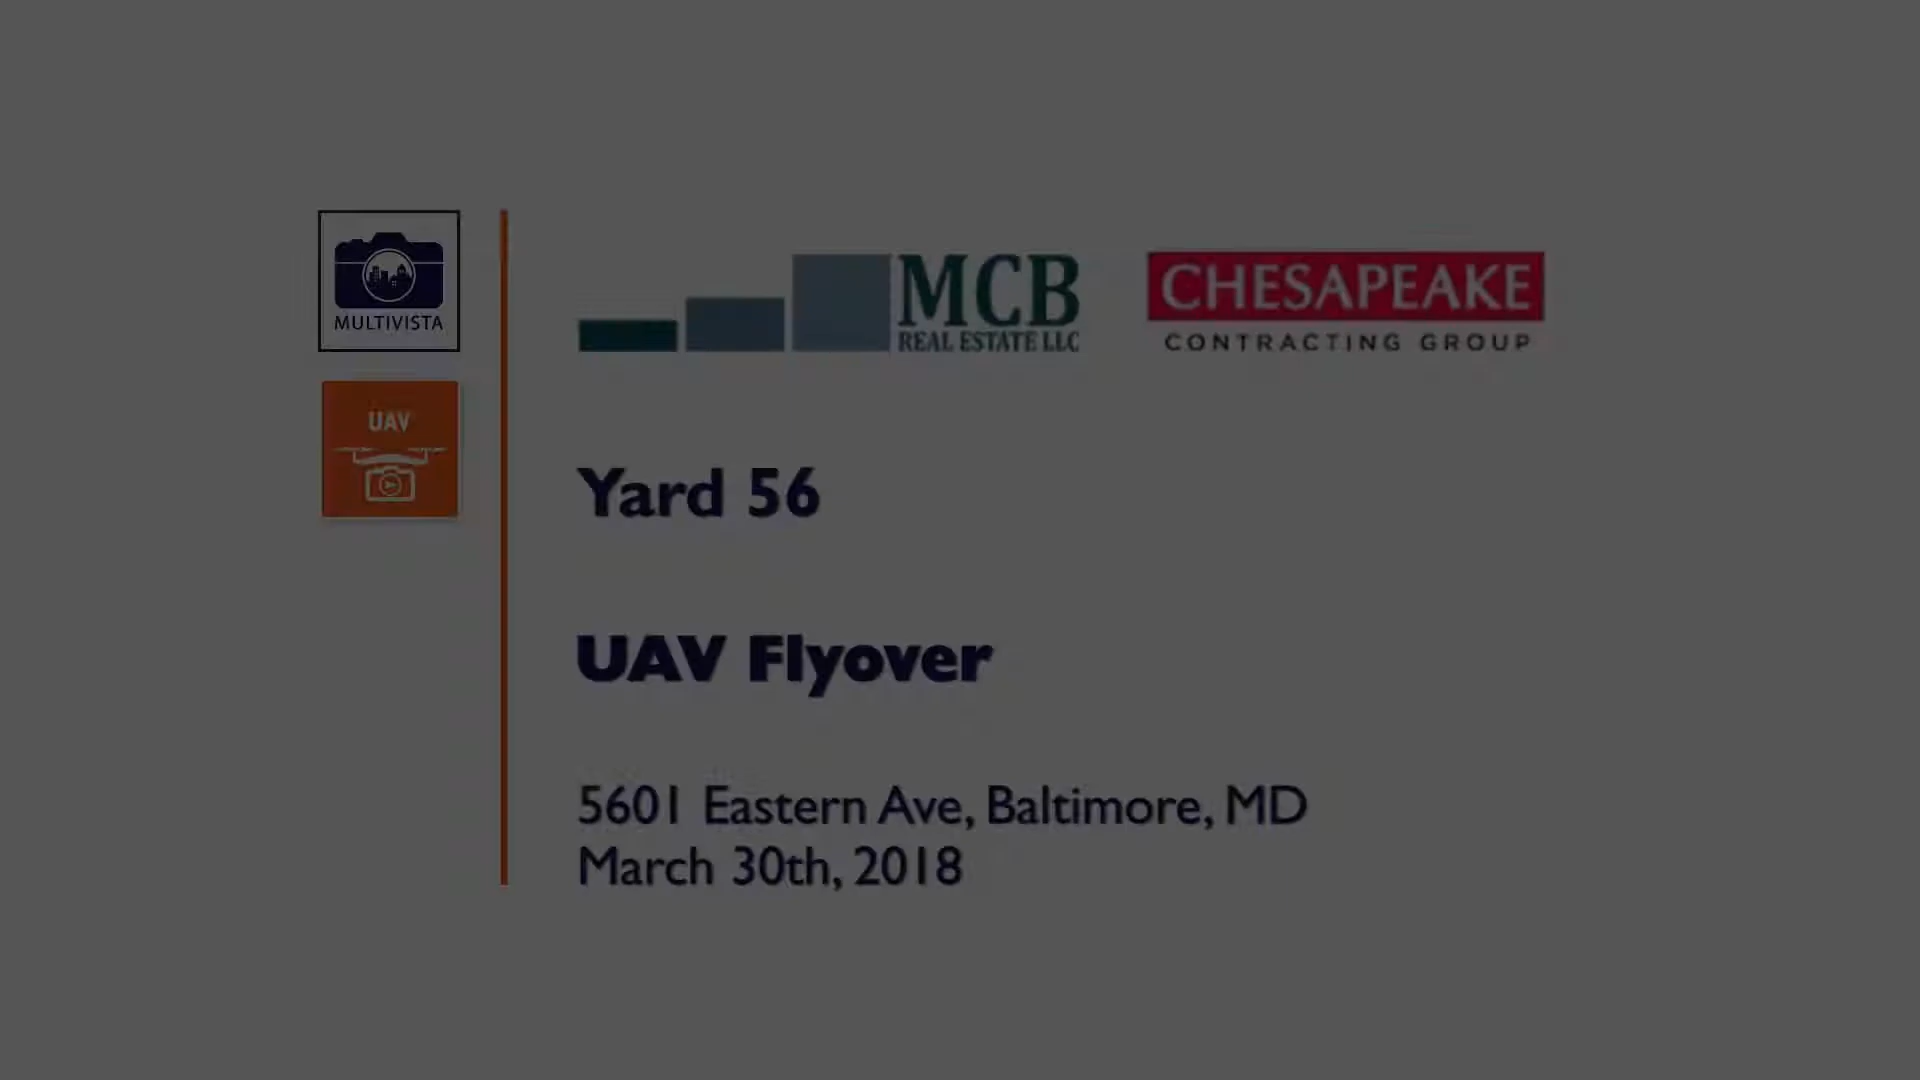 MULTIVISTA
UAV
MCB
REAL ESTATE LLC
CHESAPEAKE
CONTRACTING GROUP
Yard 56
UAV Flyover
5601 Eastern Ave, Baltimore, MD
March 30th, 2018